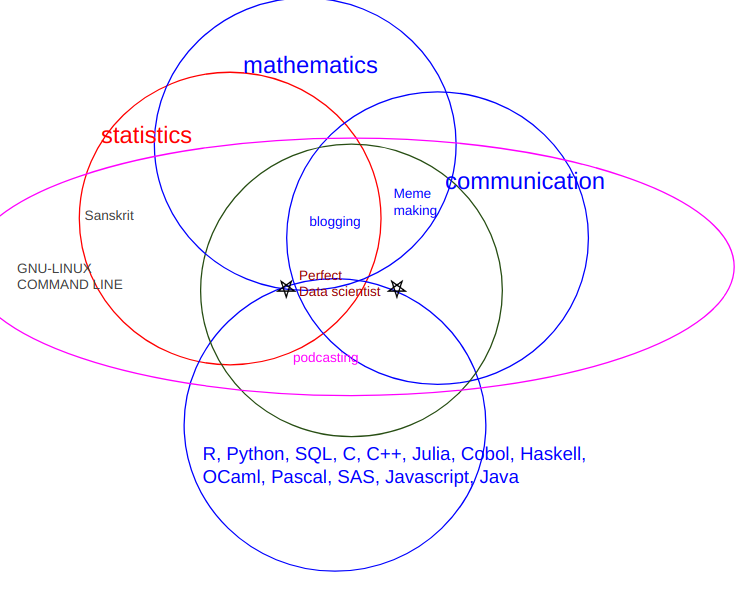 mathematics
statistics
communication
Meme
making
Sanskrit
blogging
GNU-LINUX
COMMAND LINE
Perfect
Data scientist
podcasting
R, Python, SQL, C, C++, Julia, Cobol, Haskell,
OCaml, Pascal, SAS, Javascript, Java